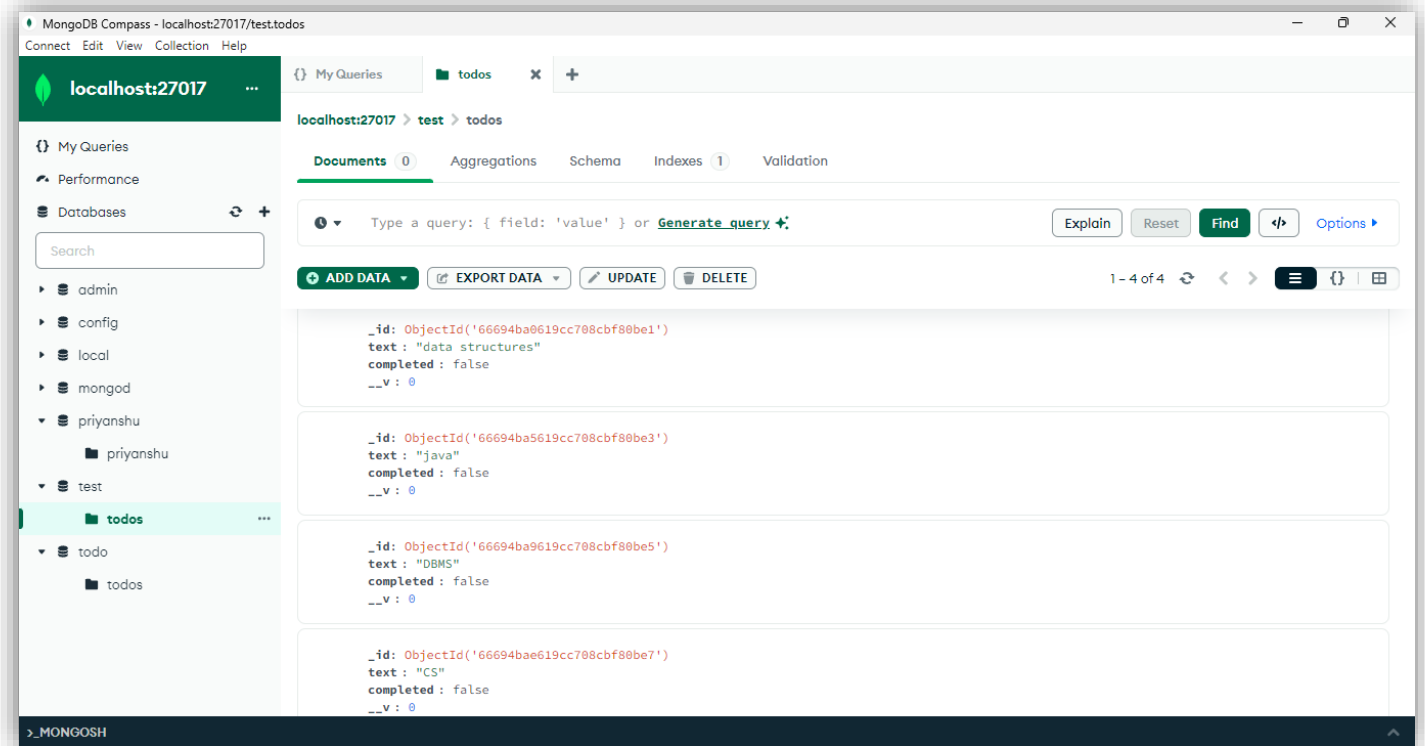 MongoDB Compass - localhost:27017/test.todos
Connect Edit View Collection Help
localhost:27017 ...
{} My Queries
Performance
Databases
Search
admin
config
local
mongod
priyanshu
priyanshu
test
todos ...
todo
todos
{} My Queries todos
localhost:27017 > test > todos
Documents 0 Aggregations Schema Indexes 1 Validation
Type a query: { field: 'value' } or Generate query
Explain Reset Find </> Options
ADD DATA EXPORT DATA UPDATE DELETE
1 – 4 of 4 {}
_id: ObjectId('66694ba0619cc708cbf80be1')
text : "data structures"
completed : false
__v : 0
_id: ObjectId('66694ba5619cc708cbf80be3')
text : "java"
completed : false
__v : 0
_id: ObjectId('66694ba9619cc708cbf80be5')
text : "DBMS"
completed : false
__v : 0
_id: ObjectId('66694bae619cc708cbf80be7')
text : "CS"
completed : false
__v : 0
>_MONGOSH